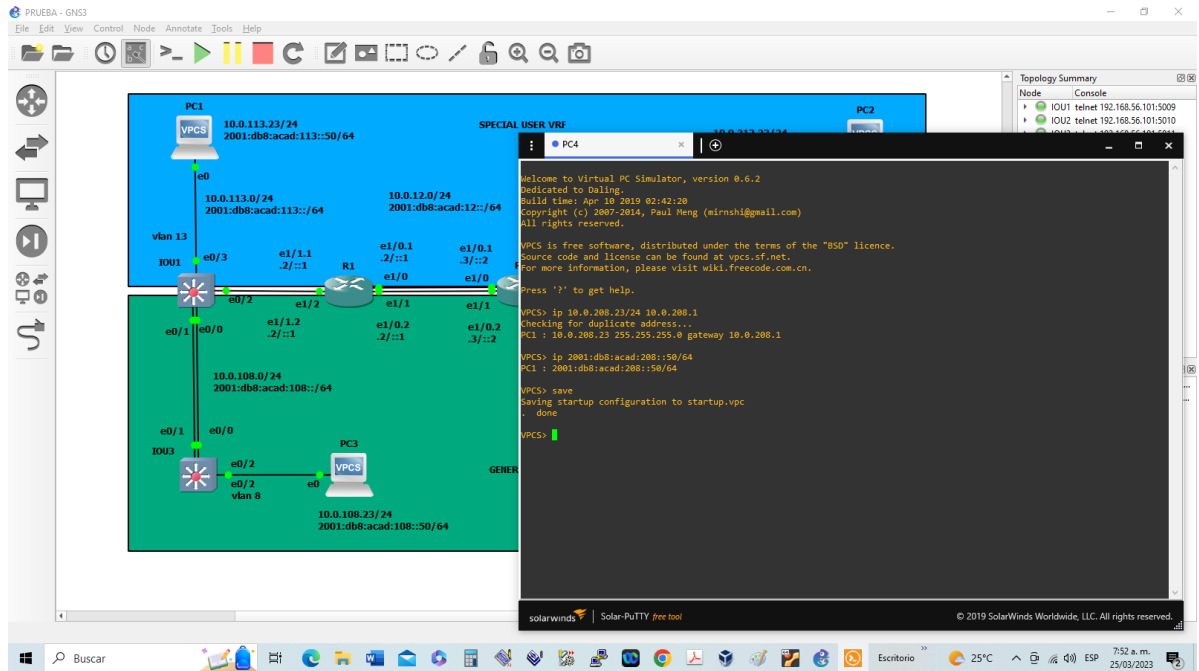 PRUEBA - GNS3
File Edit View Control Node Annotate Tools Help
Topology Summary
Node Console
IOU1 telnet 192.168.56.101:5009
IOU2 telnet 192.168.56.101:5010
PC1
VPCS
10.0.113.23/24
2001:db8:acad:113::50/64
SPECIAL USER VRF
PC2
e0
10.0.113.0/24
2001:db8:acad:113::/64
10.0.12.0/24
2001:db8:acad:12::/64
vlan 13
IOU1
e0/3
e1/1.1
.2/::1
R1
e1/0.1
.2/::1
e1/0.1
.3/::2
e1/0
e1/0
e0/2
e1/2
e1/1
e1/1
e0/1
e0/0
e1/1.2
.2/::1
e1/0.2
.2/::1
e1/0.2
.3/::2
10.0.108.0/24
2001:db8:acad:108::/64
e0/1
e0/0
IOU3
PC3
VPCS
e0/2
e0/2
vlan 8
e0
GENER
10.0.108.23/24
2001:db8:acad:108::50/64
PC4
Welcome to Virtual PC Simulator, version 0.6.2
Dedicated to Daling.
Build time: Apr 10 2019 02:42:20
Copyright (c) 2007-2014, Paul Meng (mirnshi@gmail.com)
All rights reserved.
VPCS is free software, distributed under the terms of the "BSD" licence.
Source code and license can be found at vpcs.sf.net.
For more information, please visit wiki.freecode.com.cn.
Press '?' to get help.
VPCS> ip 10.0.208.23/24 10.0.208.1
Checking for duplicate address...
PC1 : 10.0.208.23 255.255.255.0 gateway 10.0.208.1
VPCS> ip 2001:db8:acad:208::50/64
PC1 : 2001:db8:acad:208::50/64
VPCS> save
Saving startup configuration to startup.vpc
. done
VPCS>
solarwinds Solar-PuTTY free tool
© 2019 SolarWinds Worldwide, LLC. All rights reserved.
Buscar
Escritorio
25°C
ESP
7:52 a. m.
25/03/2023